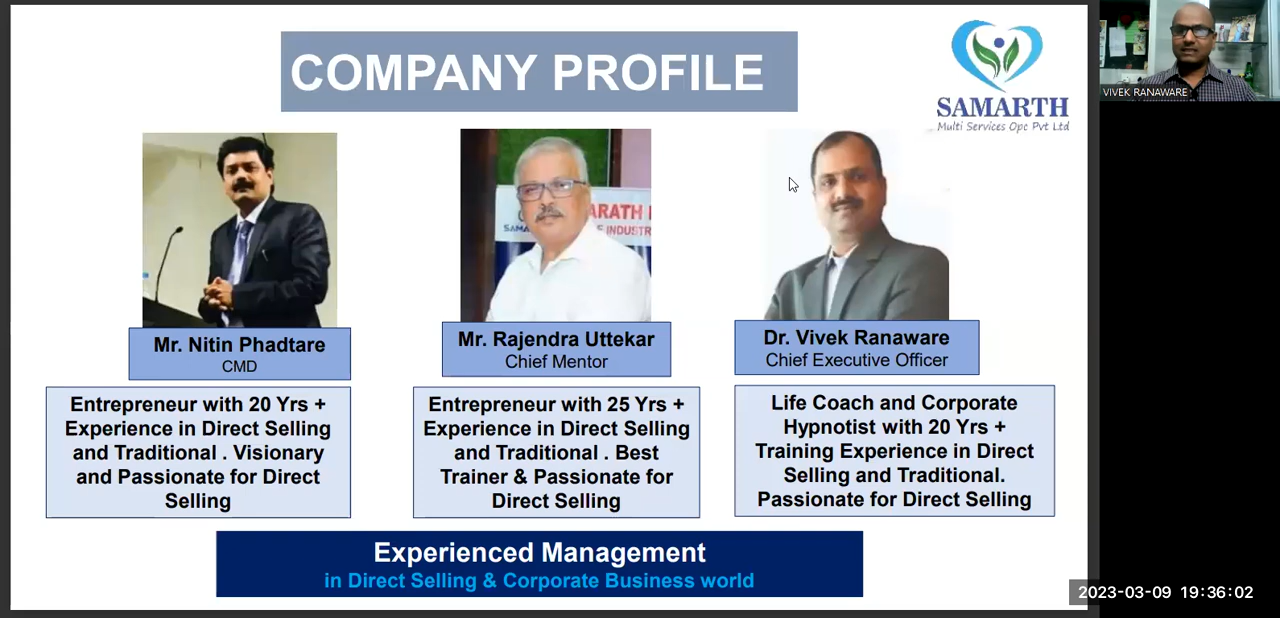 COMPANY PROFILE
SAMARTH
Multi Services Opc Pvt Ltd
VIVEK RANAWARE
ARATH
SAMA
E INDUSTR
Mr. Nitin Phadtare
CMD
Mr. Rajendra Uttekar
Chief Mentor
Dr. Vivek Ranaware
Chief Executive Officer
Entrepreneur with 20 Yrs +
Experience in Direct Selling
and Traditional . Visionary
and Passionate for Direct
Selling
Entrepreneur with 25 Yrs +
Experience in Direct Selling
and Traditional . Best
Trainer & Passionate for
Direct Selling
Life Coach and Corporate
Hypnotist with 20 Yrs +
Training Experience in Direct
Selling and Traditional.
Passionate for Direct Selling
Experienced Management
in Direct Selling & Corporate Business world
2023-03-09 19:36:02